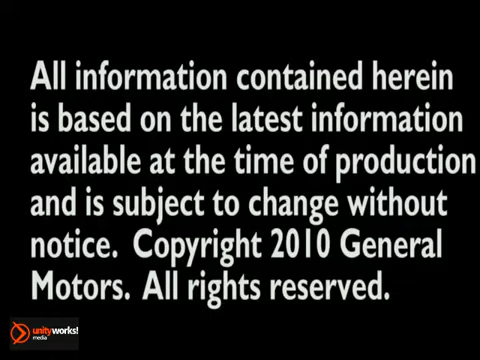 All information contained herein
is based on the latest information
available at the time of production
and is subject to change without
notice. Copyright 2010 General
Motors. All rights reserved.
unityworks!
media